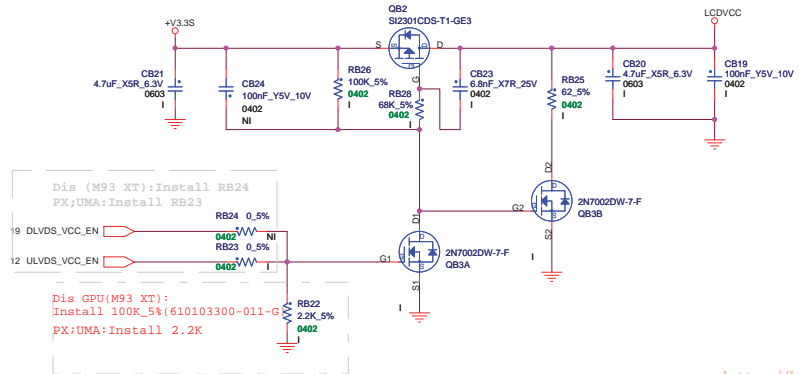 QB2
SI2301CDS-T1-GE3
+V3.3S
LCDVCC
S
S
D
D
G
G
CB21
4.7uF_X5R_6.3V
0603
I
CB24
100nF_Y5V_10V
0402
NI
RB26
100K_5%
0402
I
RB28
68K_5%
0402
I
CB23
6.8nF_X7R_25V
0402
I
RB25
62_5%
0402
I
CB20
4.7uF_X5R_6.3V
0603
I
CB19
100nF_Y5V_10V
0402
I
Dis (M93 XT):Install RB24
PX;UMA:Install RB23
RB24 0_5%
0402 NI
19 DLVDS_VCC_EN
RB23 0_5%
0402 I
12 ULVDS_VCC_EN
G1
D1
S1
2N7002DW-7-F
QB3A
I
G2
D2
S2
2N7002DW-7-F
QB3B
I
Dis GPU(M93 XT):
Install 100K_5%(610103300-011-G
PX;UMA:Install 2.2K
RB22
2.2K_5%
0402
I